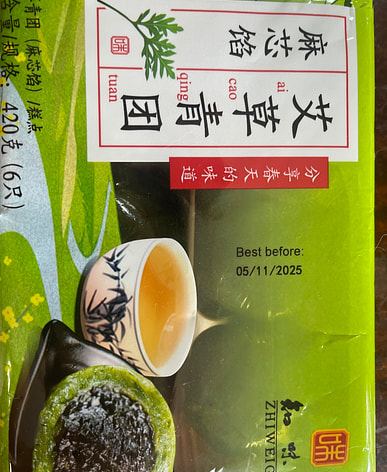 麻芯馅
艾草青团
ai cao qing tuan
分享春天的味道
青团（麻芯馅）/糕点
含量/规格：420克（6只）
Best before:
05/11/2025
知味
ZHIWEIG